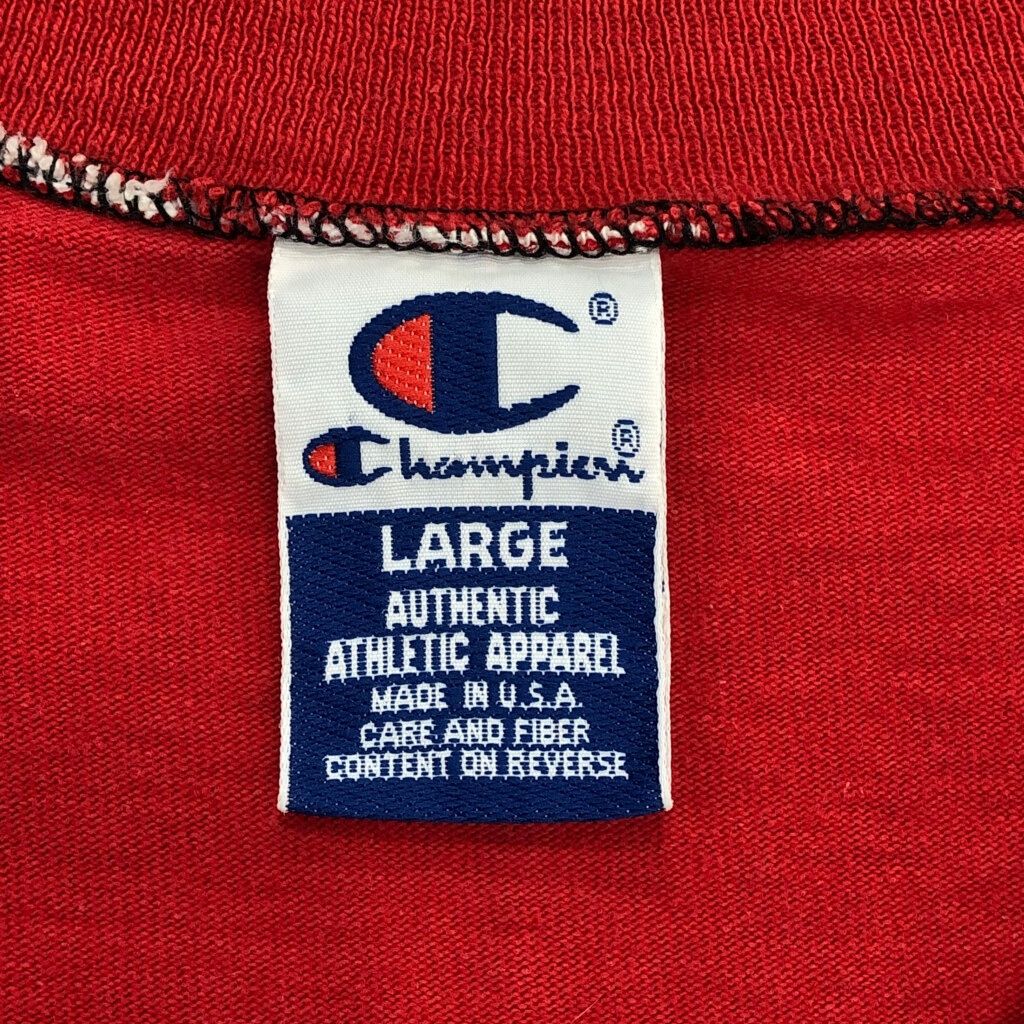 ®
Champion®
LARGE
AUTHENTIC
ATHLETIC APPAREL
MADE IN U.S.A.
CARE AND FIBER
CONTENT ON REVERSE